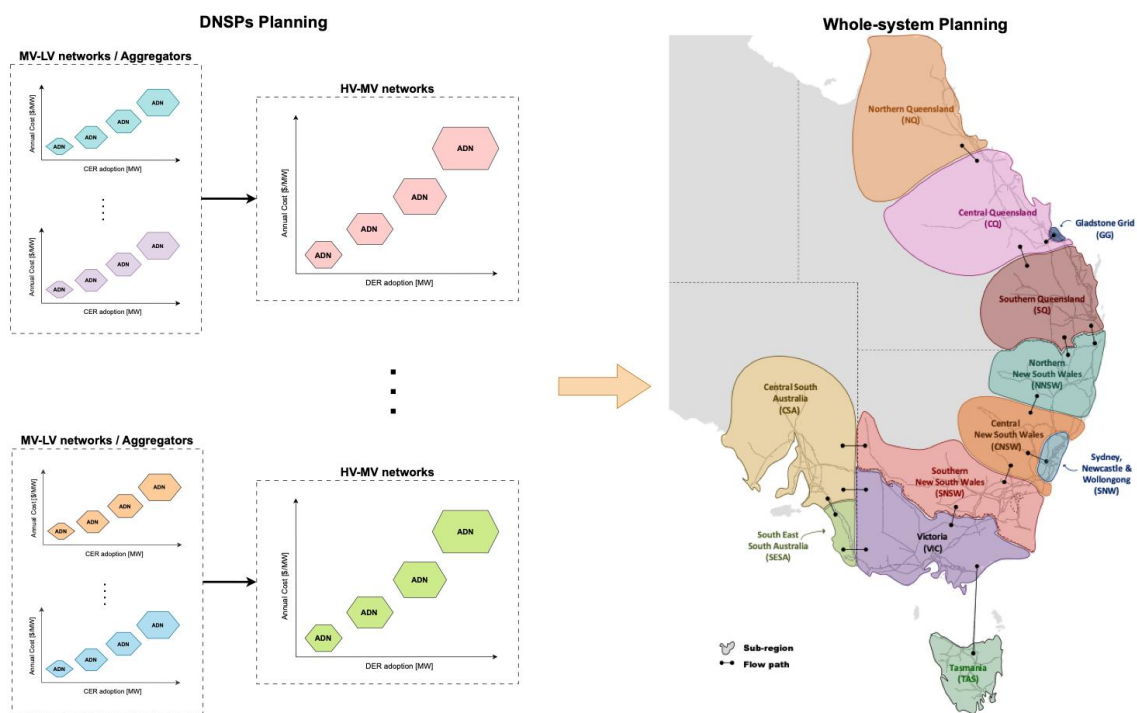 DNSPs Planning
MV-LV networks / Aggregators
Annual Cost [$/MW]
ADN
ADN
ADN
ADN
CER adoption [MW]
Annual Cost [$/MW]
ADN
ADN
ADN
ADN
CER adoption [MW]
HV-MV networks
Annual Cost [$/MW]
ADN
ADN
ADN
ADN
DER adoption [MW]
MV-LV networks / Aggregators
Annual Cost [$/MW]
ADN
ADN
ADN
ADN
CER adoption [MW]
Annual Cost [$/MW]
ADN
ADN
ADN
ADN
CER adoption [MW]
HV-MV networks
Annual Cost [$/MW]
ADN
ADN
ADN
ADN
DER adoption [MW]
Whole-system Planning
Northern Queensland
(NQ)
Central Queensland
(CQ)
Gladstone Grid
(GG)
Southern Queensland
(SQ)
Northern
New South Wales
(NNSW)
Central South
Australia
(CSA)
Central
New South Wales
(CNSW)
Sydney,
Newcastle &
Wollongong
(SNW)
Southern
New South Wales
(SNSW)
South East
South Australia
(SESA)
Victoria
(VIC)
Sub-region
Flow path
Tasmania
(TAS)